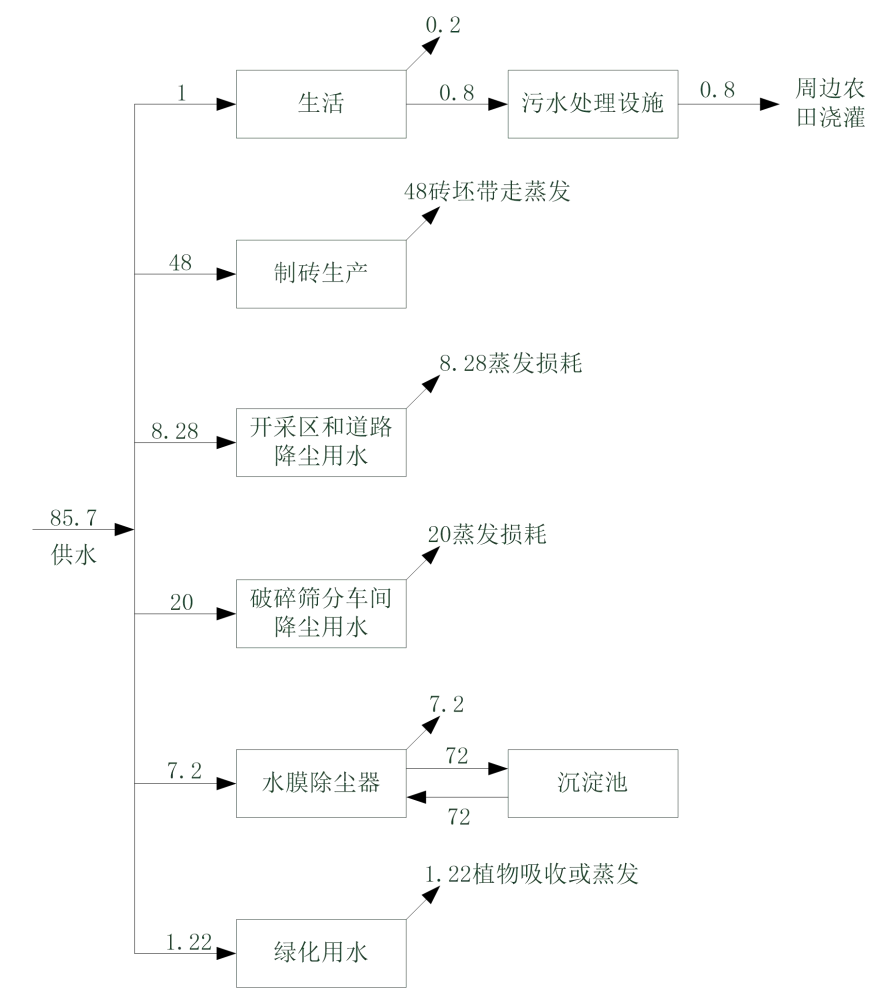 0.2
1
生活
0.8
污水处理设施
0.8
周边农
田浇灌
48砖坯带走蒸发
48
制砖生产
8.28蒸发损耗
8.28
开采区和道路
降尘用水
85.7
供水
20蒸发损耗
20
破碎筛分车间
降尘用水
7.2
7.2
水膜除尘器
72
72
沉淀池
1.22植物吸收或蒸发
1.22
绿化用水